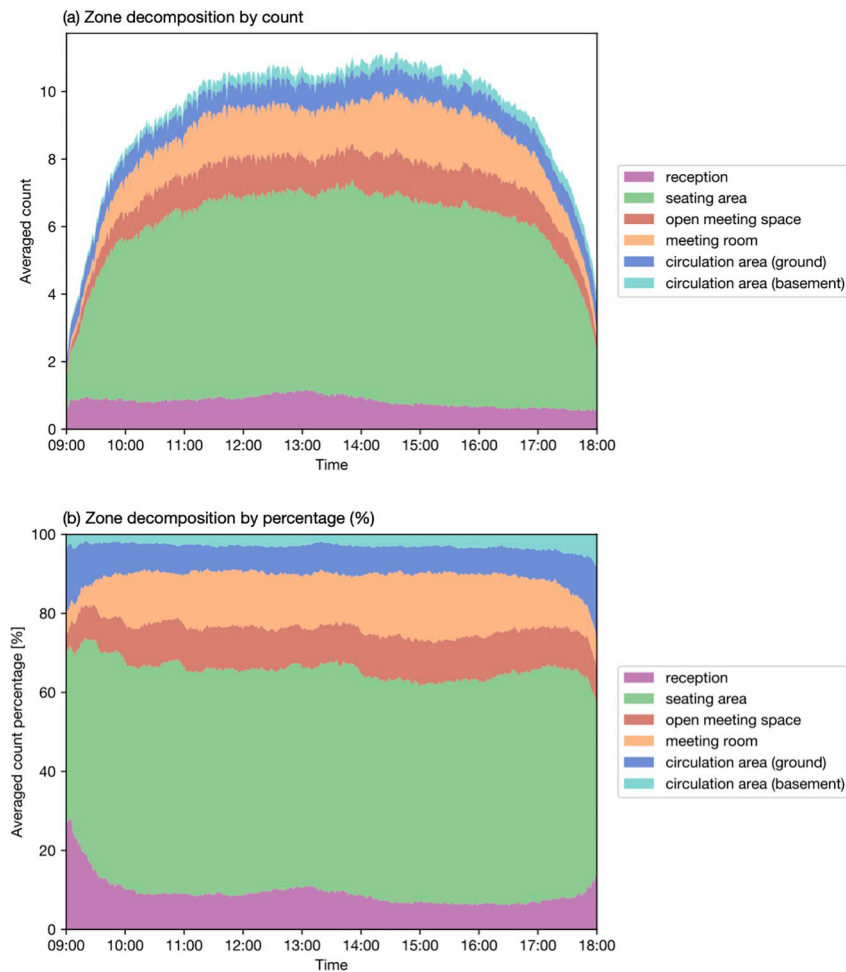 (a) Zone decomposition by count
Averaged count
10
8
6
4
2
0
09:00 10:00 11:00 12:00 13:00 14:00 15:00 16:00 17:00 18:00
Time
reception
seating area
open meeting space
meeting room
circulation area (ground)
circulation area (basement)
(b) Zone decomposition by percentage (%)
Averaged count percentage [%]
100
80
60
40
20
0
09:00 10:00 11:00 12:00 13:00 14:00 15:00 16:00 17:00 18:00
Time
reception
seating area
open meeting space
meeting room
circulation area (ground)
circulation area (basement)